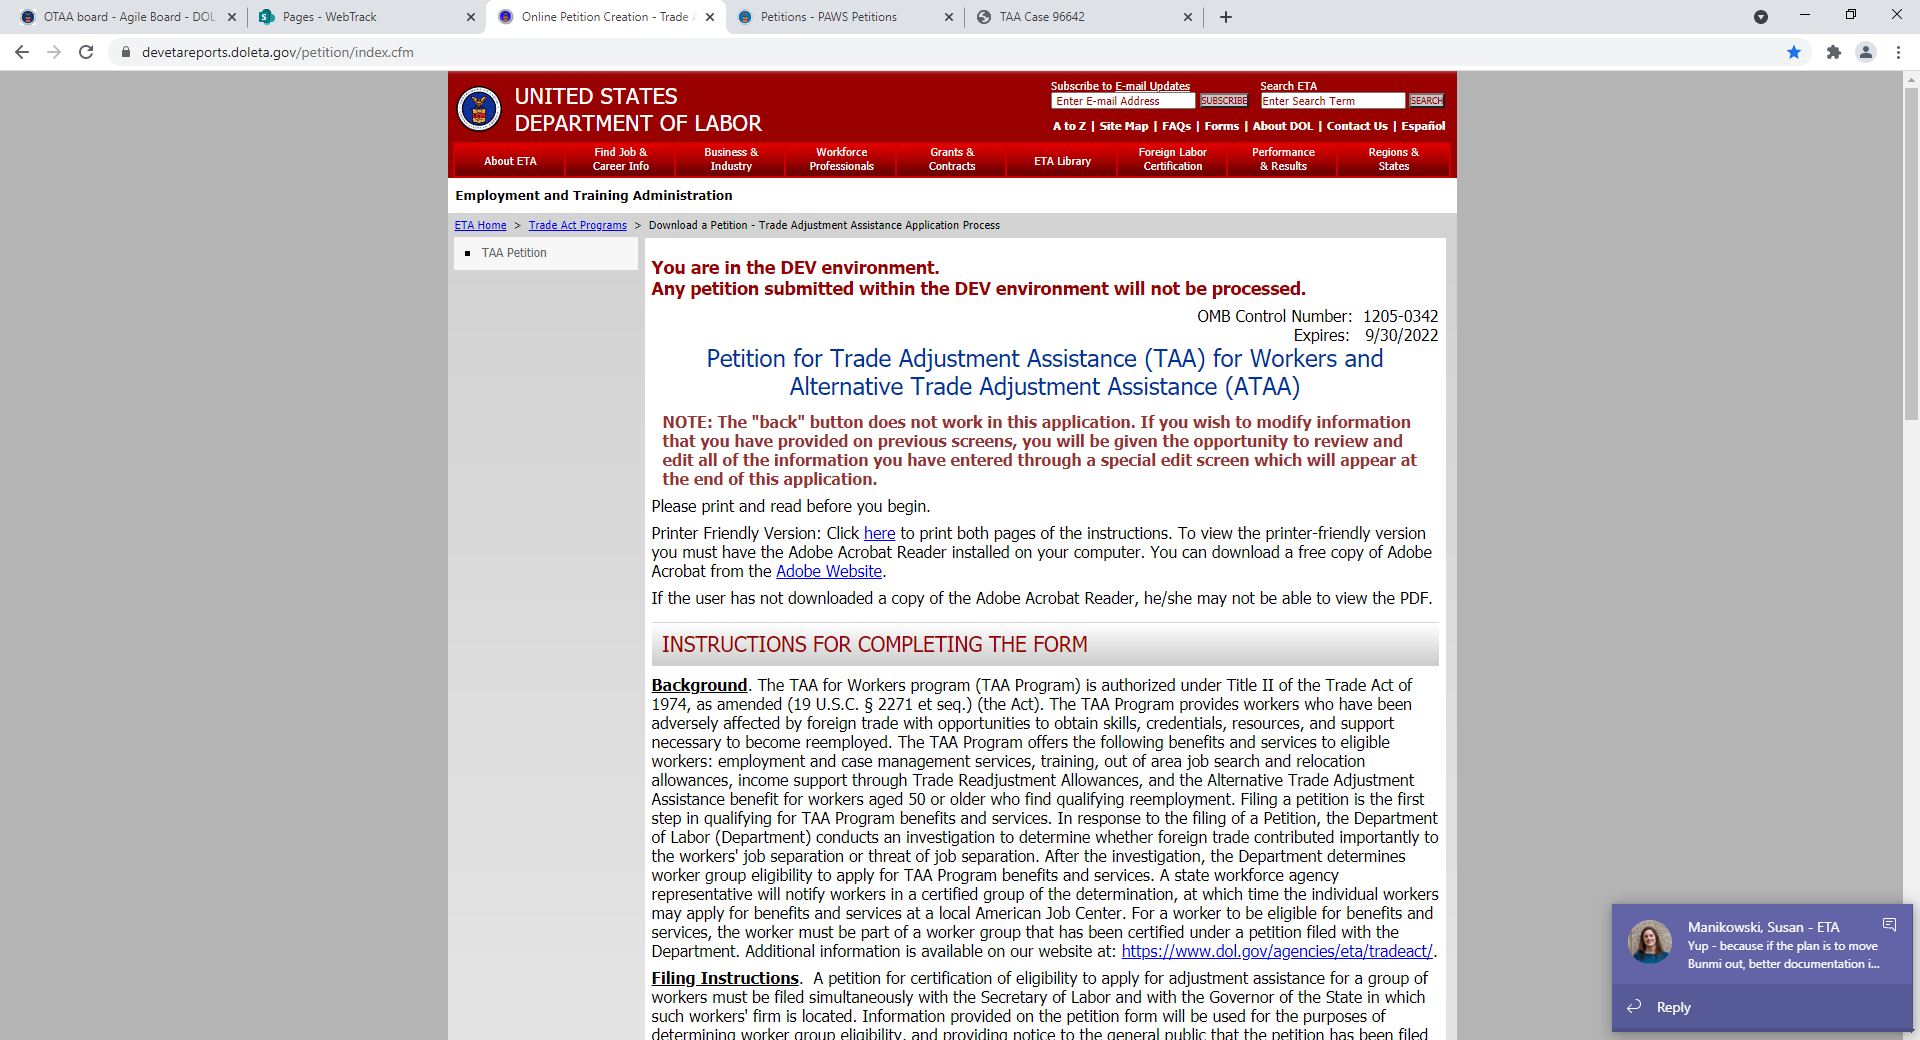 OTAA board - Agile Board - DOL
Pages - WebTrack
Online Petition Creation - Trade A
Petitions - PAWS Petitions
TAA Case 96642
devetareports.doleta.gov/petition/index.cfm
UNITED STATES
DEPARTMENT OF LABOR
Subscribe to E-mail Updates
Enter E-mail Address
SUBSCRIBE
Search ETA
Enter Search Term
SEARCH
A to Z | Site Map | FAQs | Forms | About DOL | Contact Us | Español
About ETA
Find Job &
Career Info
Business &
Industry
Workforce
Professionals
Grants &
Contracts
ETA Library
Foreign Labor
Certification
Performance
& Results
Regions &
States
Employment and Training Administration
ETA Home > Trade Act Programs > Download a Petition - Trade Adjustment Assistance Application Process
TAA Petition
You are in the DEV environment.
Any petition submitted within the DEV environment will not be processed.
OMB Control Number: 1205-0342
Expires: 9/30/2022
Petition for Trade Adjustment Assistance (TAA) for Workers and
Alternative Trade Adjustment Assistance (ATAA)
NOTE: The "back" button does not work in this application. If you wish to modify information
that you have provided on previous screens, you will be given the opportunity to review and
edit all of the information you have entered through a special edit screen which will appear at
the end of this application.
Please print and read before you begin.
Printer Friendly Version: Click here to print both pages of the instructions. To view the printer-friendly version
you must have the Adobe Acrobat Reader installed on your computer. You can download a free copy of Adobe
Acrobat from the Adobe Website.
If the user has not downloaded a copy of the Adobe Acrobat Reader, he/she may not be able to view the PDF.
INSTRUCTIONS FOR COMPLETING THE FORM
Background. The TAA for Workers program (TAA Program) is authorized under Title II of the Trade Act of
1974, as amended (19 U.S.C. § 2271 et seq.) (the Act). The TAA Program provides workers who have been
adversely affected by foreign trade with opportunities to obtain skills, credentials, resources, and support
necessary to become reemployed. The TAA Program offers the following benefits and services to eligible
workers: employment and case management services, training, out of area job search and relocation
allowances, income support through Trade Readjustment Allowances, and the Alternative Trade Adjustment
Assistance benefit for workers aged 50 or older who find qualifying reemployment. Filing a petition is the first
step in qualifying for TAA Program benefits and services. In response to the filing of a Petition, the Department
of Labor (Department) conducts an investigation to determine whether foreign trade contributed importantly to
the workers' job separation or threat of job separation. After the investigation, the Department determines
worker group eligibility to apply for TAA Program benefits and services. A state workforce agency
representative will notify workers in a certified group of the determination, at which time the individual workers
may apply for benefits and services at a local American Job Center. For a worker to be eligible for benefits and
services, the worker must be part of a worker group that has been certified under a petition filed with the
Department. Additional information is available on our website at: https://www.dol.gov/agencies/eta/tradeact/.
Filing Instructions. A petition for certification of eligibility to apply for adjustment assistance for a group of
workers must be filed simultaneously with the Secretary of Labor and with the Governor of the State in which
such workers' firm is located. Information provided on the petition form will be used for the purposes of
determining worker group eligibility, and providing notice to the general public that the petition has been filed
Manikowski, Susan - ETA
Yup - because if the plan is to move
Bunmi out, better documentation i...
Reply